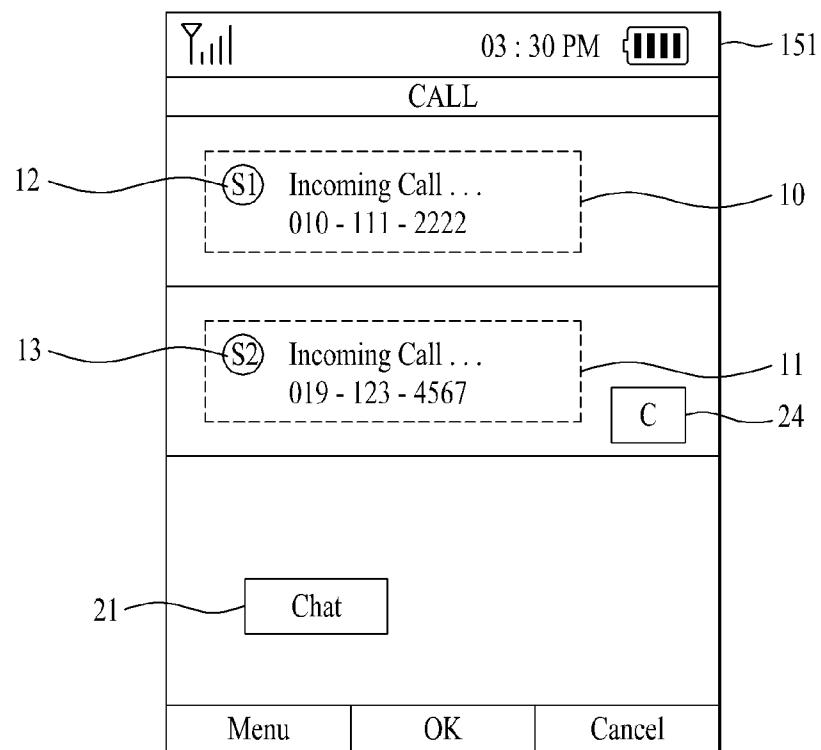 03 : 30 PM
151
CALL
12
S1 Incoming Call . . .
010 - 111 - 2222
10
13
S2 Incoming Call . . .
019 - 123 - 4567
11
C
24
21
Chat
Menu OK Cancel